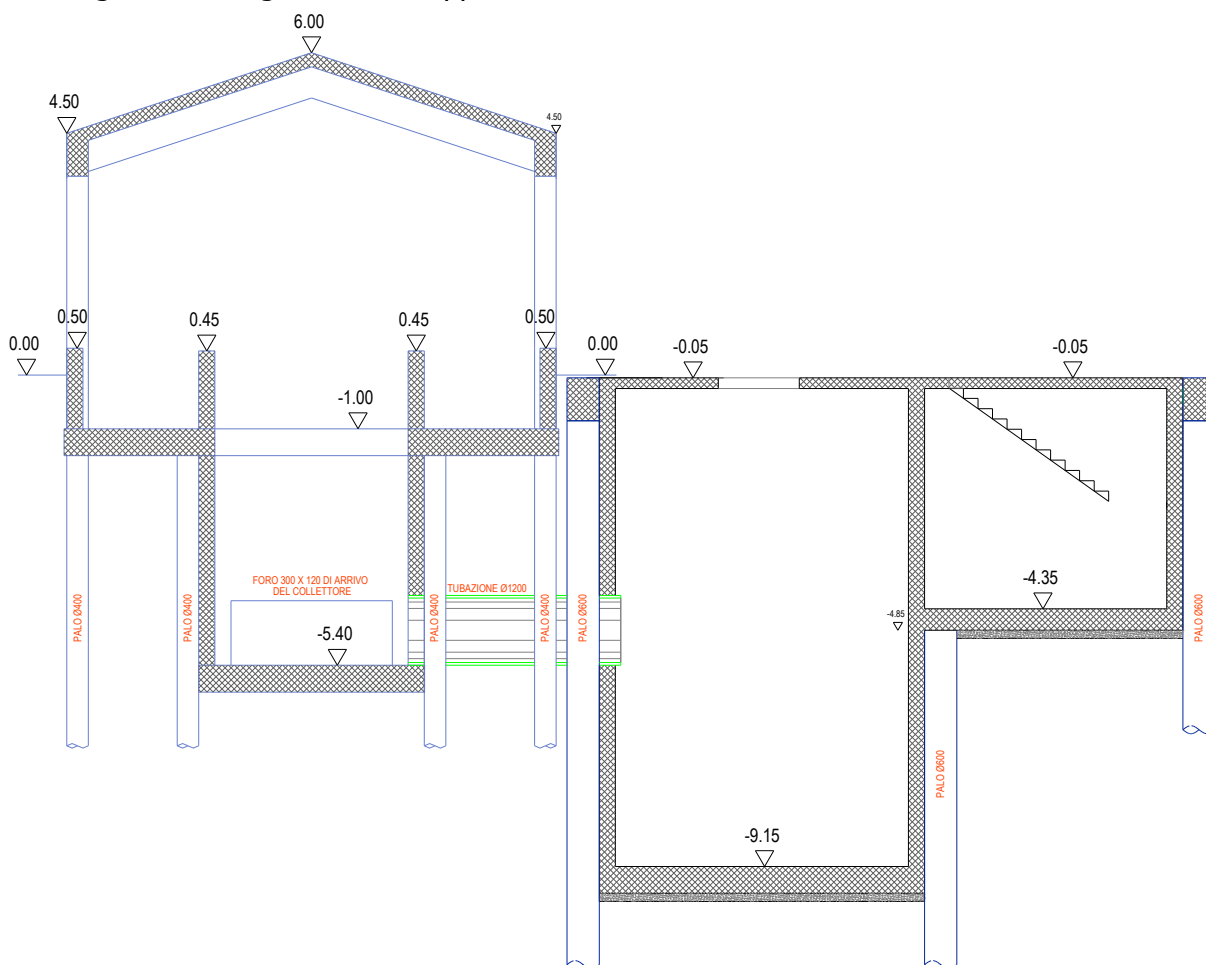 6.00
4.50
4.50
0.50
0.45
0.45
0.50
0.00
0.00
-0.05
-0.05
-1.00
FORO 300 X 120 DI ARRIVO
DEL COLLETTORE
TUBAZIONE Ø1200
-4.35
-4.85
-5.40
PALO Ø400
PALO Ø400
PALO Ø400
PALO Ø400
PALO Ø600
PALO Ø600
PALO Ø600
-9.15